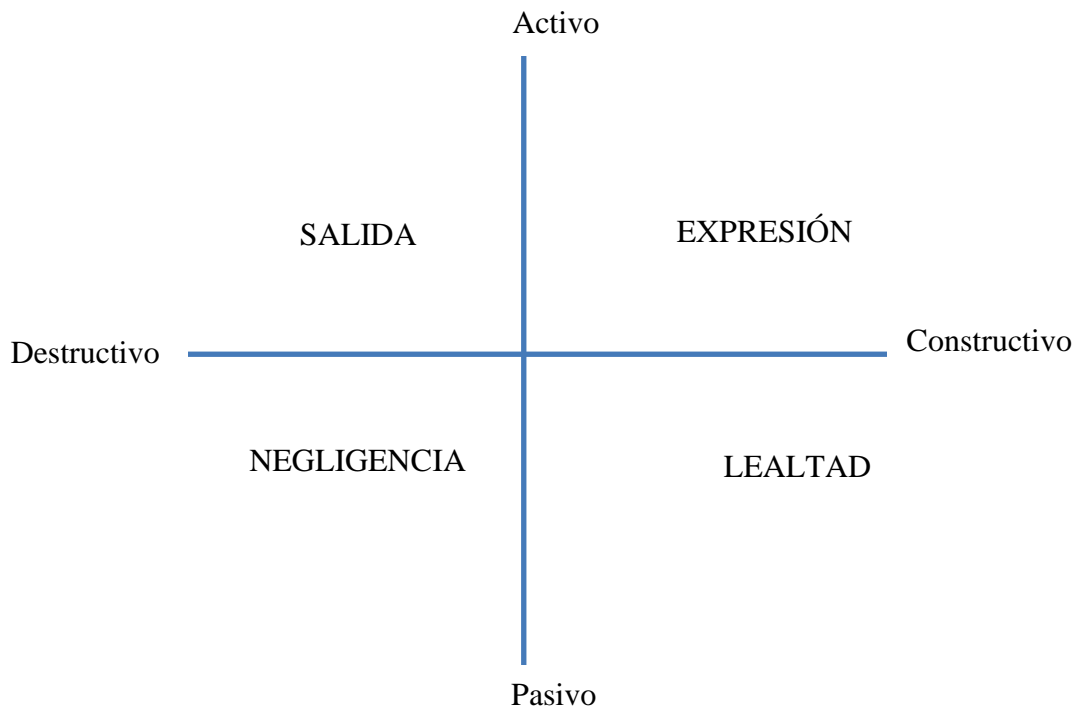 Activo
SALIDA
EXPRESIÓN
Destructivo
Constructivo
NEGLIGENCIA
LEALTAD
Pasivo